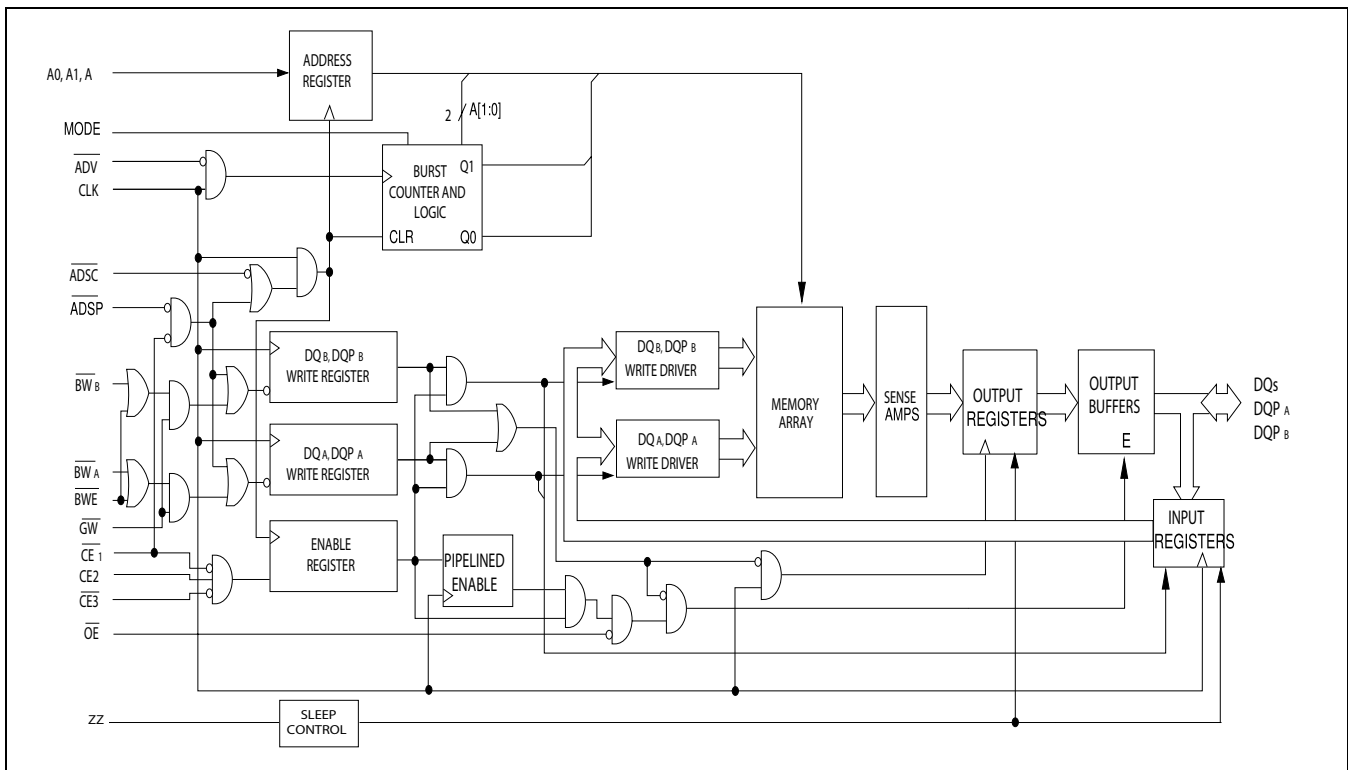 A0, A1, A
ADDRESS
REGISTER
2
A[1:0]
MODE
ADV
CLK
BURST
COUNTER AND
LOGIC
Q1
CLR
Q0
ADSC
ADSP
DQ B, DQP B
WRITE REGISTER
DQ B, DQP B
WRITE DRIVER
MEMORY
ARRAY
SENSE
AMPS
OUTPUT
REGISTERS
OUTPUT
BUFFERS
E
DQs
DQP A
DQP B
BW B
DQ A, DQP A
WRITE REGISTER
DQ A, DQP A
WRITE DRIVER
BW A
BWE
GW
INPUT
REGISTERS
CE 1
CE2
CE3
ENABLE
REGISTER
PIPELINED
ENABLE
OE
ZZ
SLEEP
CONTROL